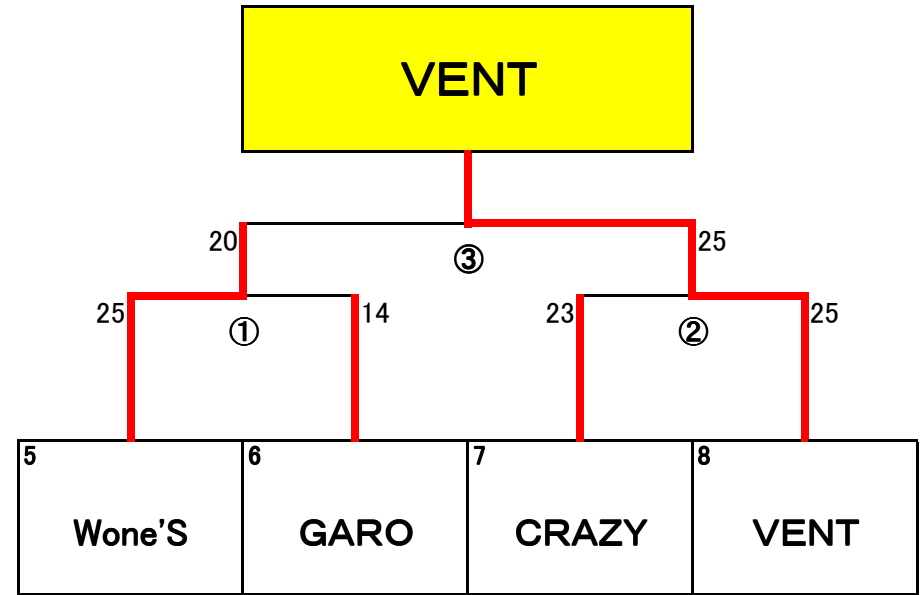 VENT
20
③
25
25
①
14
23
②
25
5
6
7
8
Wone'S
GARO
CRAZY
VENT